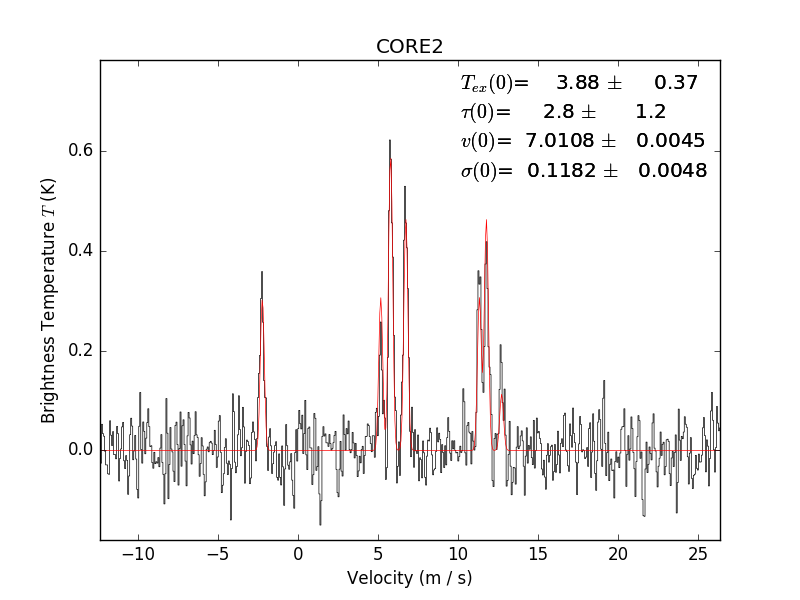 CORE2
T_ex(0)= 3.88 ± 0.37
τ(0)= 2.8 ± 1.2
v(0)= 7.0108 ± 0.0045
σ(0)= 0.1182 ± 0.0048
Brightness Temperature T (K)
0.6
0.4
0.2
0.0
−10 −5 0 5 10 15 20 25
Velocity (m / s)